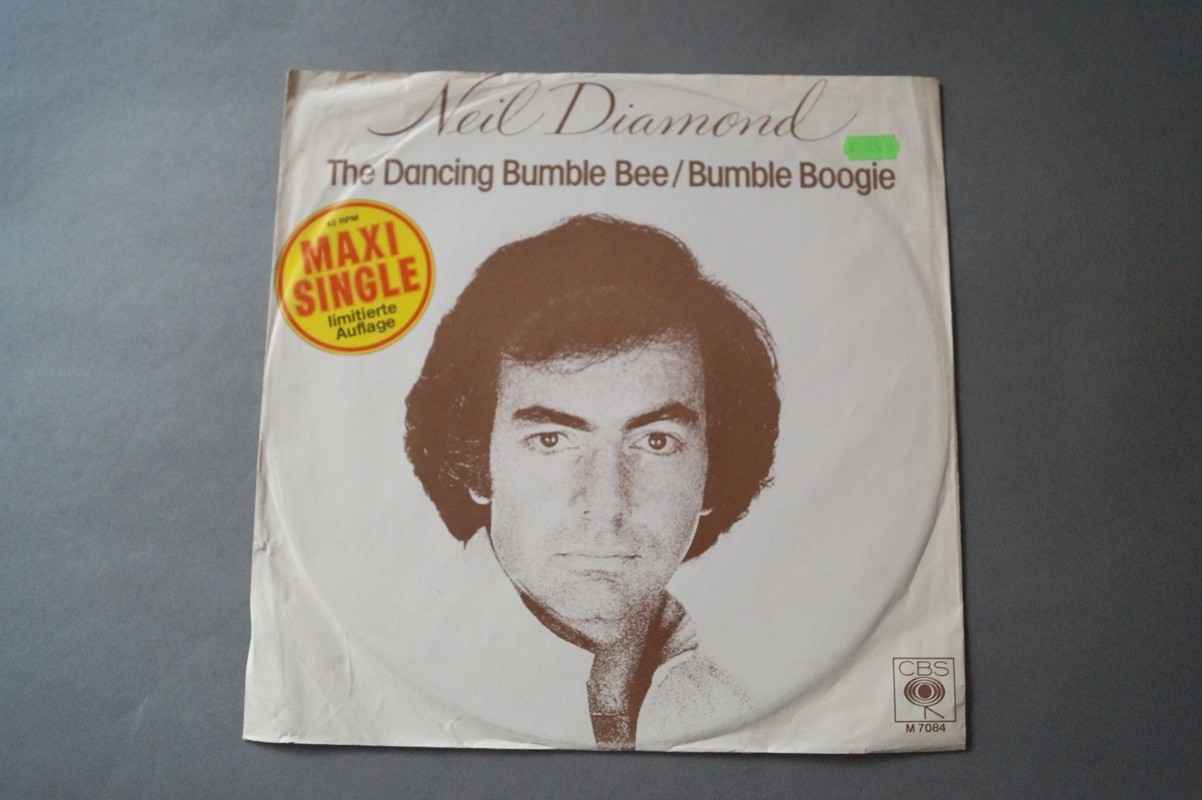 Neil Diamond
The Dancing Bumble Bee/Bumble Boogie
45 RPM
MAXI
SINGLE
limitierte
Auflage
CBS
M 7084